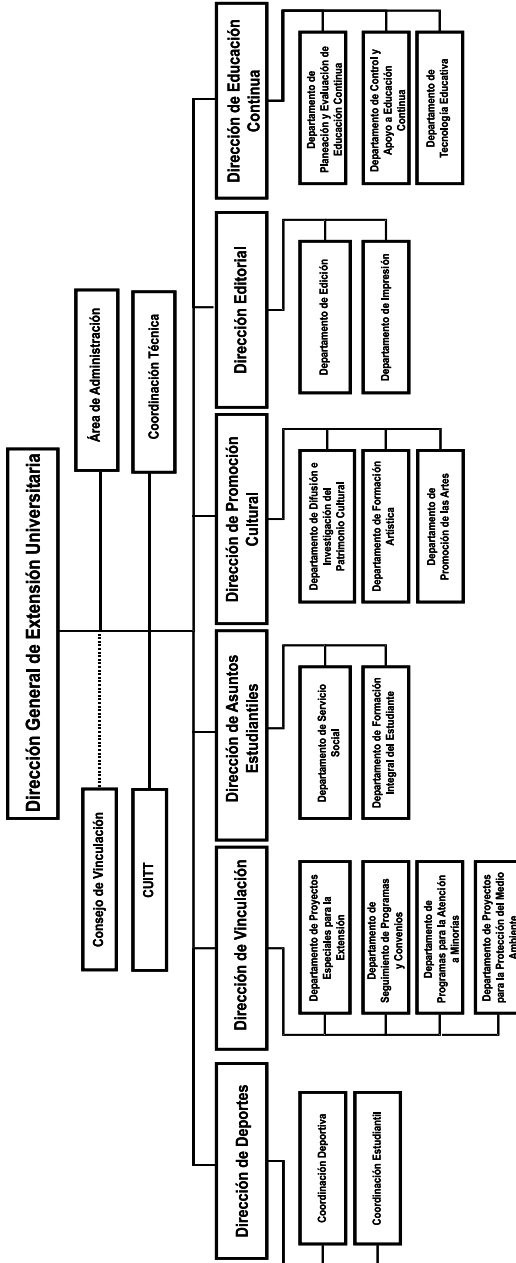 Dirección General de Extensión Universitaria
Consejo de Vinculación
Área de Administración
CUITT
Coordinación Técnica
Dirección de Deportes
Coordinación Deportiva
Coordinación Estudiantil
Dirección de Vinculación
Departamento de Proyectos
Especiales para la
Extensión
Departamento de
Seguimiento de Programas
y Convenios
Departamento de
Programas para la Atención
a Minorías
Departamento de Proyectos
para la Protección del Medio
Ambiente
Dirección de Asuntos
Estudiantiles
Departamento de Servicio
Social
Departamento de Formación
Integral del Estudiante
Dirección de Promoción
Cultural
Departamento de Difusión e
Investigación del
Patrimonio Cultural
Departamento de Formación
Artística
Departamento de
Promoción de las Artes
Dirección Editorial
Departamento de Edición
Departamento de Impresión
Dirección de Educación
Continua
Departamento de
Planeación y Evaluación de
Educación Continua
Departamento de Control y
Apoyo a Educación
Continua
Departamento de
Tecnología Educativa